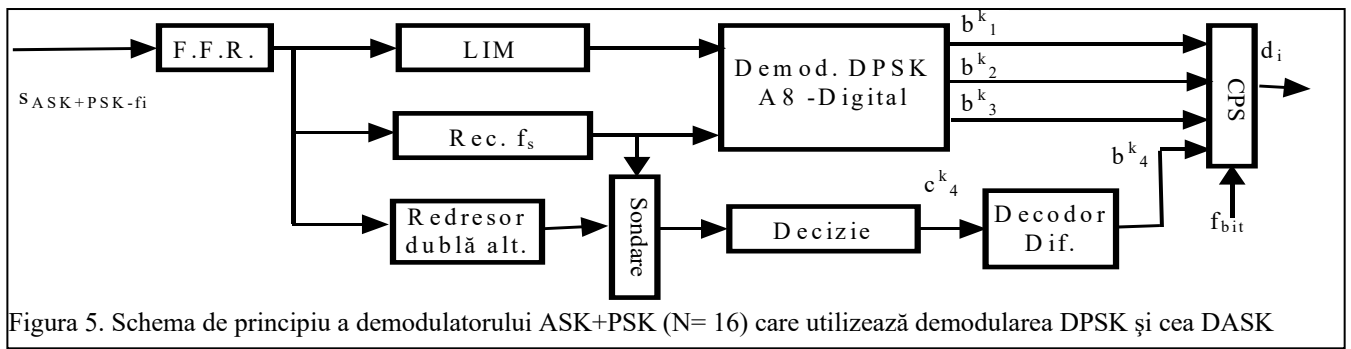 F.F.R.
LIM
Demod. DPSK
A8 -Digital
b^k_1
b^k_2
b^k_3
d_i
CPS
s_ASK+PSK-fi
Rec. f_s
b^k_4
Sondare
c^k_4
Redresor
dublă alt.
Decizie
Decodor
Dif.
f_bit
Figura 5. Schema de principiu a demodulatorului ASK+PSK (N= 16) care utilizează demodularea DPSK şi cea DASK